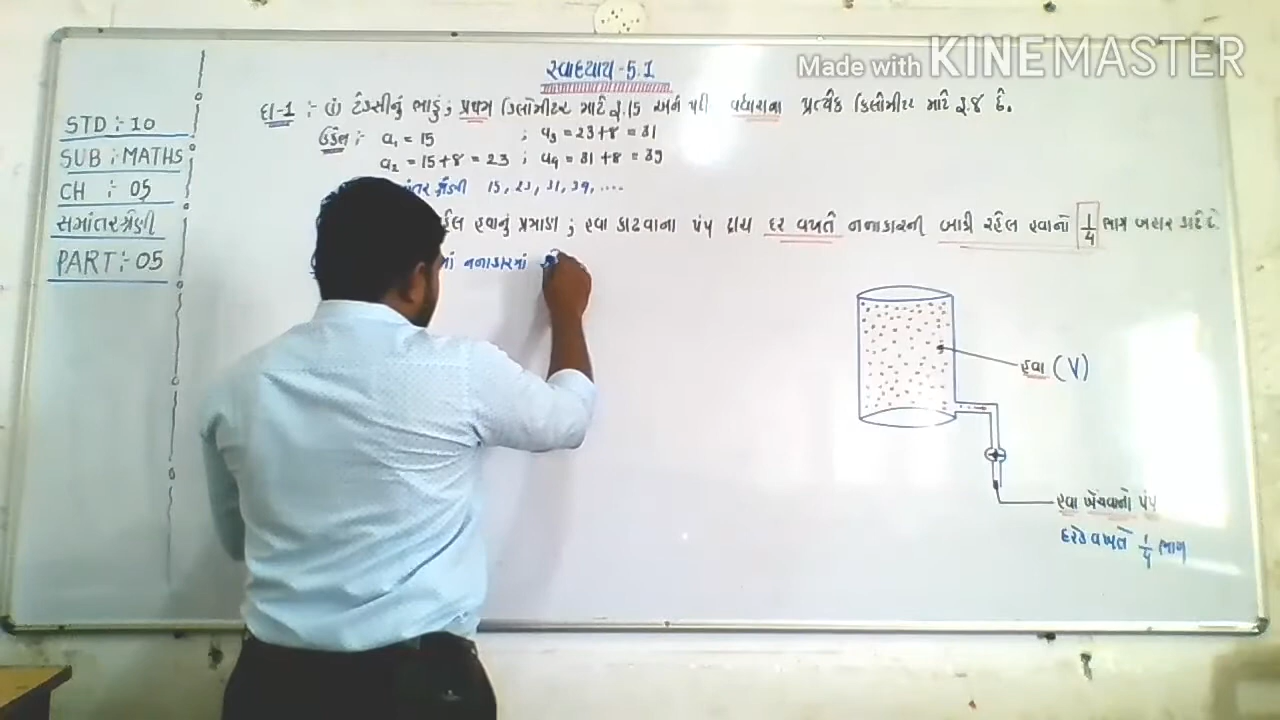 Made with KINEMASTER
સ્વાધ્યાય-5.1
STD :- 10
SUB : MATHS
CH :- 05
સમાંતરશ્રેણી
PART :- 05
દા-1 :- (i) ટેક્સીનું ભાડું; પ્રથમ કિલોમીટર માટે રૂ.15 અને પછી વધારાના પ્રત્યેક કિલોમીટર માટે રૂ.8 છે.
ઉકેલ :- a₁ = 15 ; a₃ = 23+8 = 31
a₂ = 15+8 = 23 ; a₄ = 31+8 = 39
શ્રેણી 15, 23, 31, 39, ....
હવાનું પ્રમાણ ; હવા કાઢવાના પંપ દ્વારા દર વખતે નળાકારની બાકી રહેલ હવાનો 1/4 ભાગ બહાર કાઢે છે.
નળાકારમાં
હવા (V)
હવા ખેંચવાનો પંપ
દરેક વખતે 1/4 ભાગ